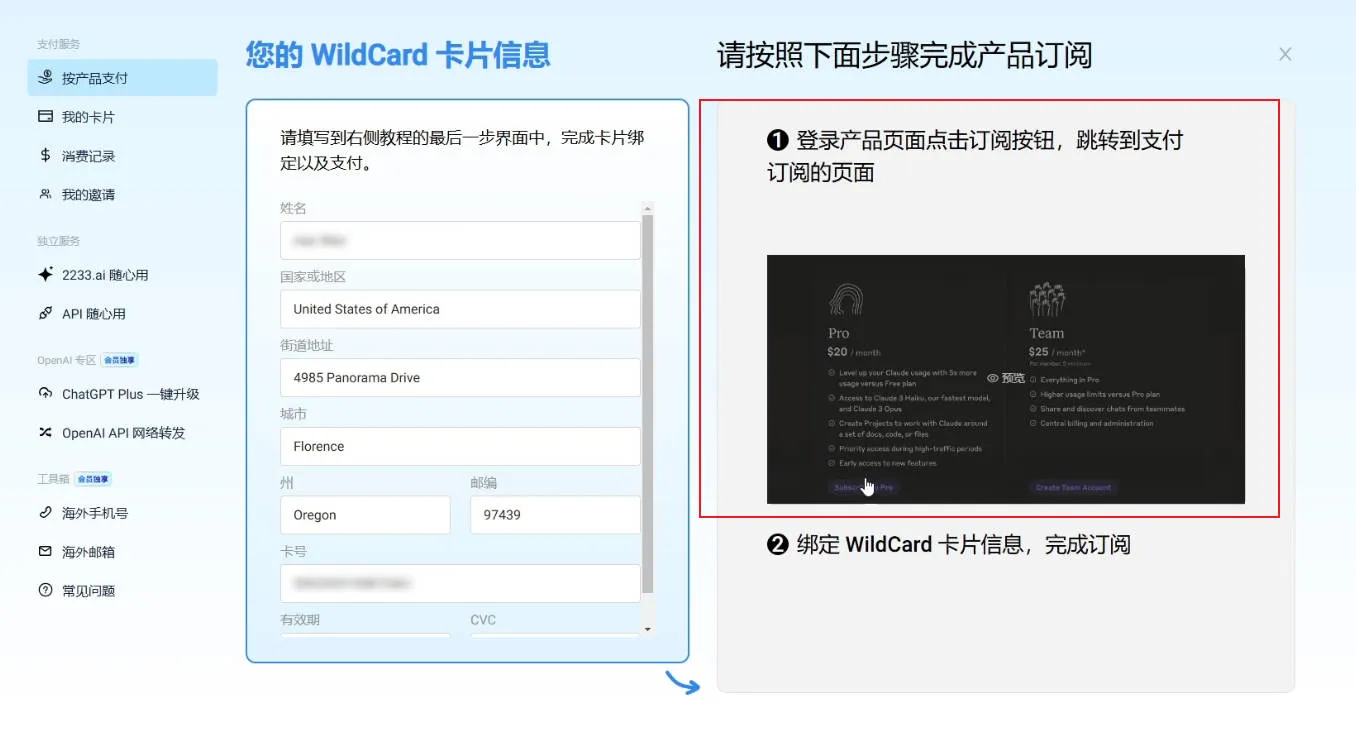 支付服务
按产品支付
我的卡片
消费记录
我的邀请
独立服务
2233.ai 随心用
API 随心用
OpenAI 专区 会员独享
ChatGPT Plus 一键升级
OpenAI API 网络转发
工具箱 会员独享
海外手机号
海外邮箱
常见问题
您的 WildCard 卡片信息
请填写到右侧教程的最后一步界面中，完成卡片绑
定以及支付。
姓名
国家或地区
United States of America
街道地址
4985 Panorama Drive
城市
Florence
州 邮编
Oregon 97439
卡号
有效期 CVC
请按照下面步骤完成产品订阅
❶ 登录产品页面点击订阅按钮，跳转到支付
订阅的页面
Pro
$20 / month
Level up your Claude usage with 5x more
usage versus Free plan
Access to Claude 3 Haiku, our fastest model,
and Claude 3 Opus
Create Projects to work with Claude around
a set of docs, code, or files
Priority access during high-traffic periods
Early access to new features
Pro
预览
Team
$25 / month*
Everything in Pro
Higher usage limits versus Pro plan
Share and discover chats from teammates
Central billing and administration
Create Team Account
❷ 绑定 WildCard 卡片信息，完成订阅